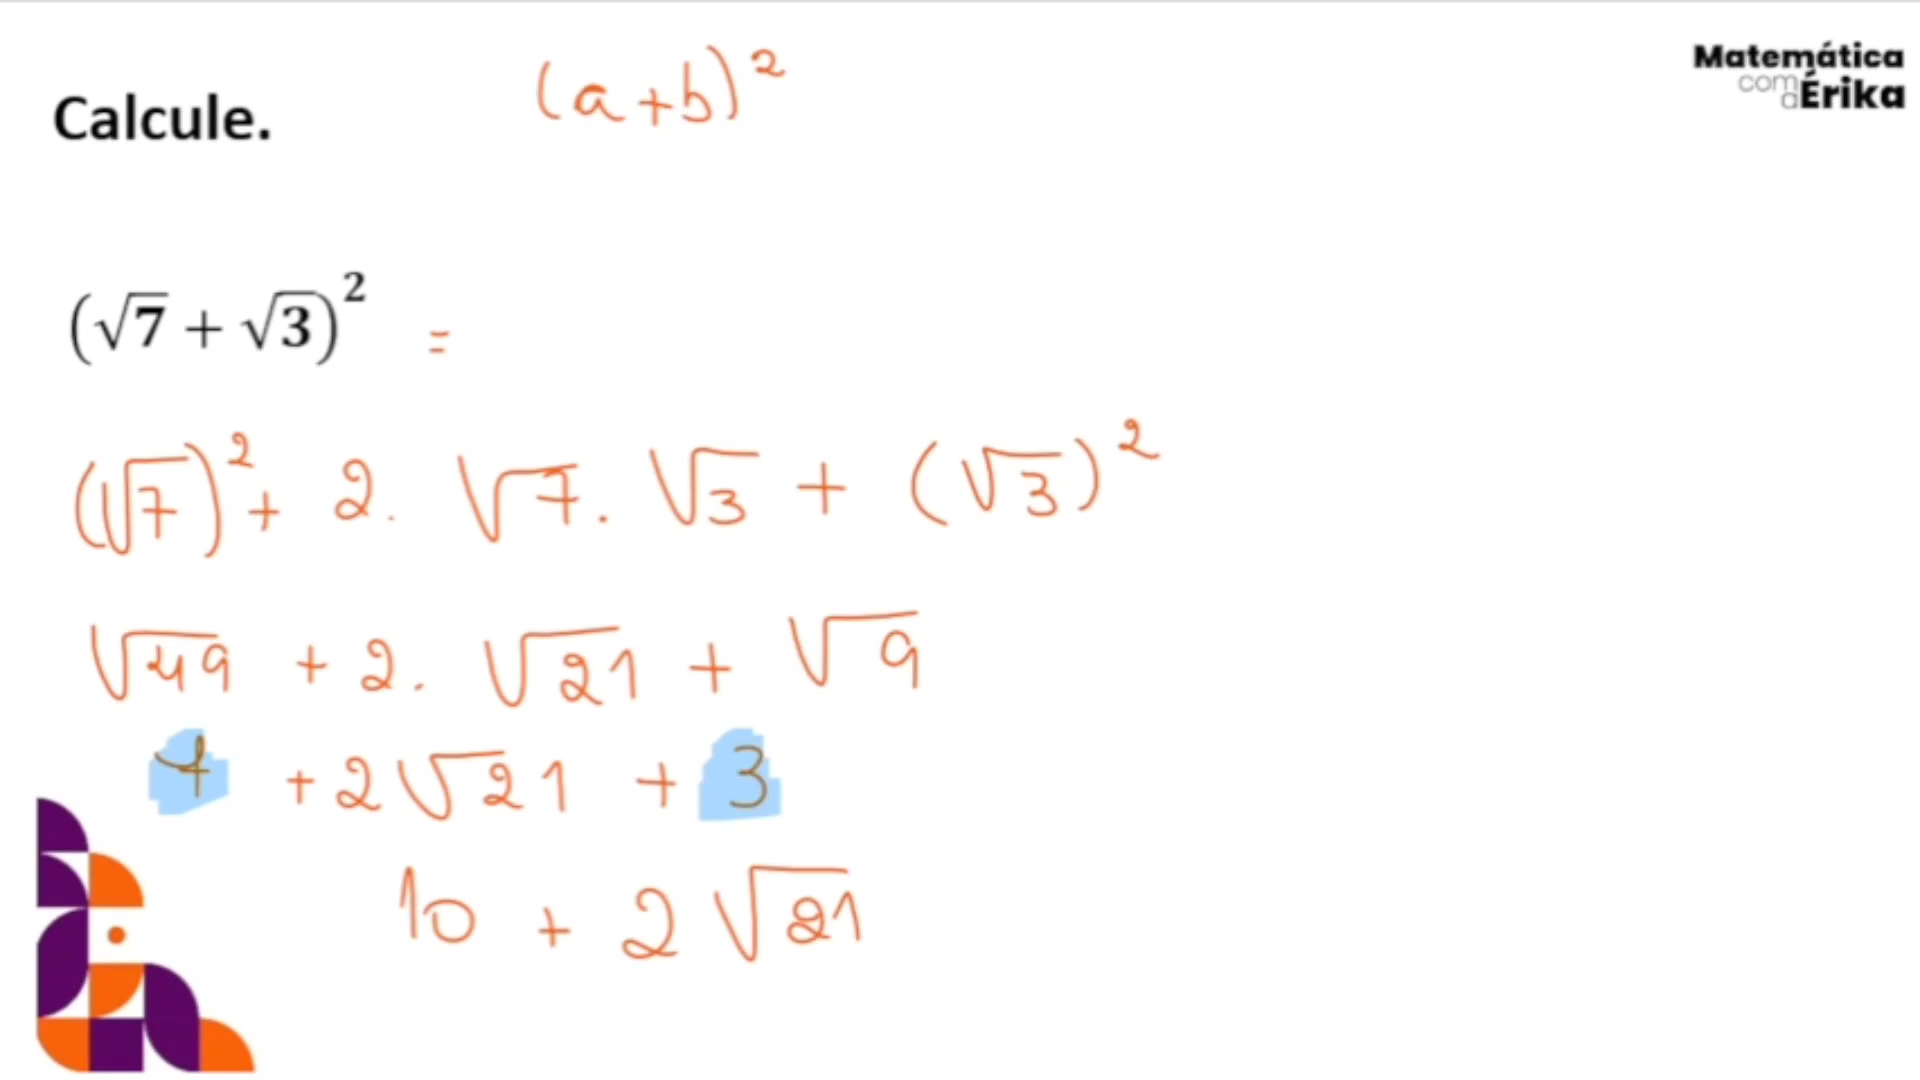 (a+b)²
Calcule.
Matemática
com a Érika
(√7 + √3)² =
(√7)² + 2. √7. √3 + (√3)²
√49 + 2. √21 + √9
7 + 2√21 + 3
10 + 2√21